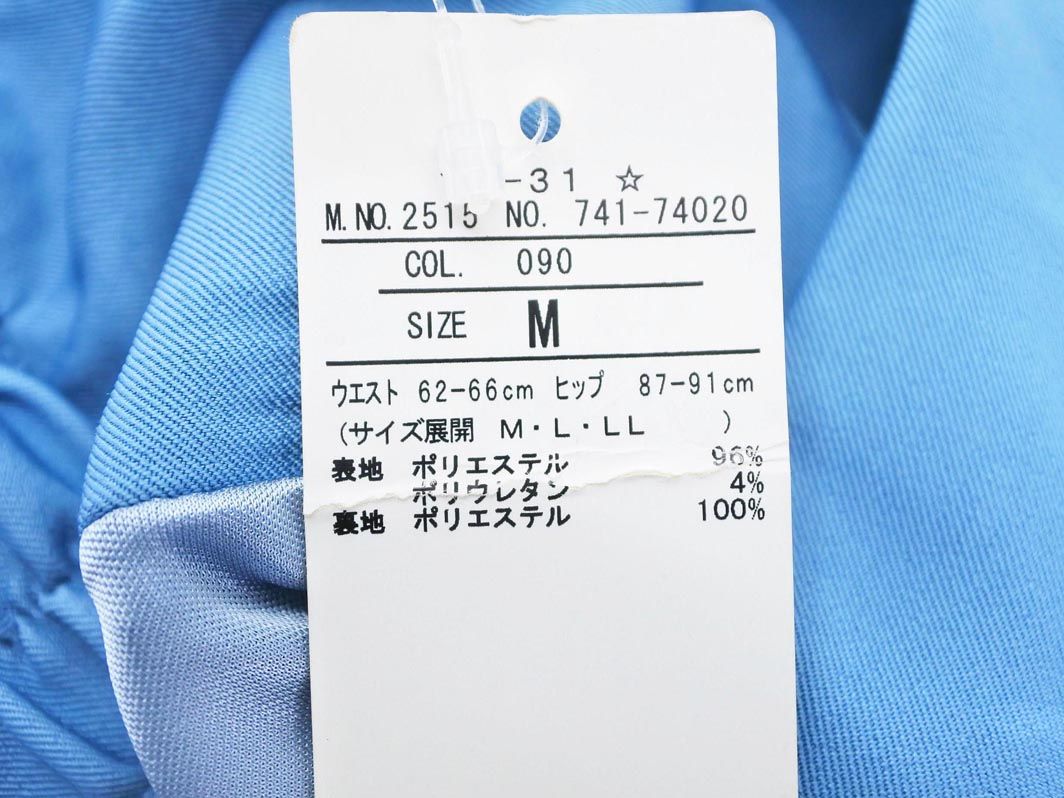 -31 ☆
M.NO.2515 NO. 741-74020
COL. 090
SIZE M
ウエスト 62-66cm ヒップ 87-91cm
(サイズ展開 M・L・LL )
表地 ポリエステル 96%
ポリウレタン 4%
裏地 ポリエステル 100%